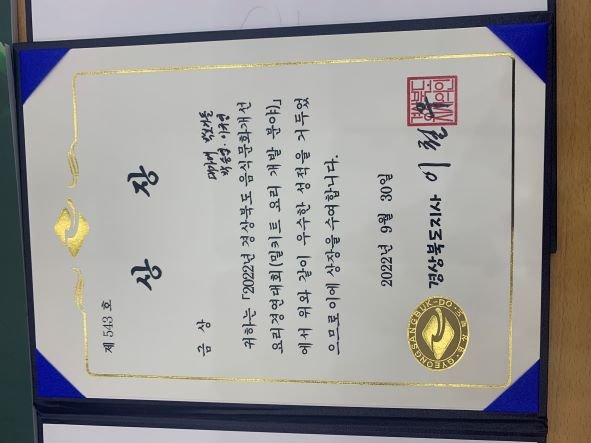 제 543 호
상 장
금 상
귀하는 「2022년 경상북도 음식문화개선
요리경연대회(밀키트 요리 개발 분야)」
에서 위와 같이 우수한 성적을 거두었
으므로 이에 상장을 수여합니다.
2022년 9월 30일
경상북도지사 이 철 우
GYEONGSANGBUK-DO